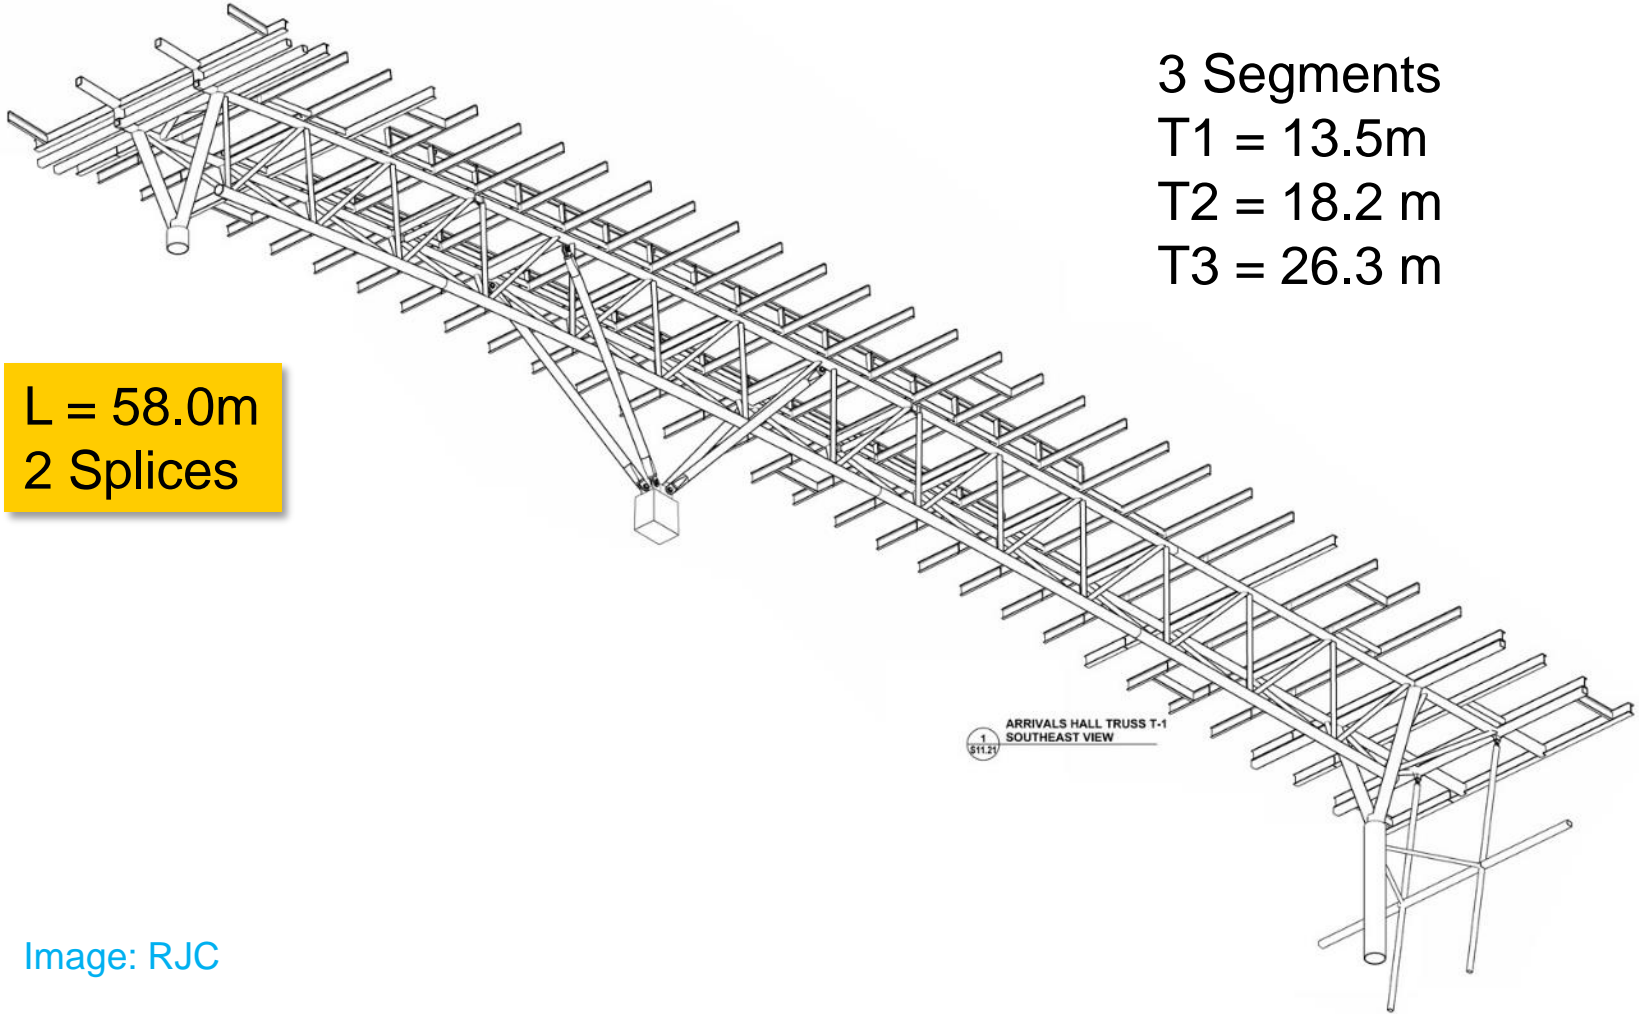 3 Segments
T1 = 13.5m
T2 = 18.2 m
T3 = 26.3 m
L = 58.0m
2 Splices
1
S11.21
ARRIVALS HALL TRUSS T-1
SOUTHEAST VIEW
Image: RJC